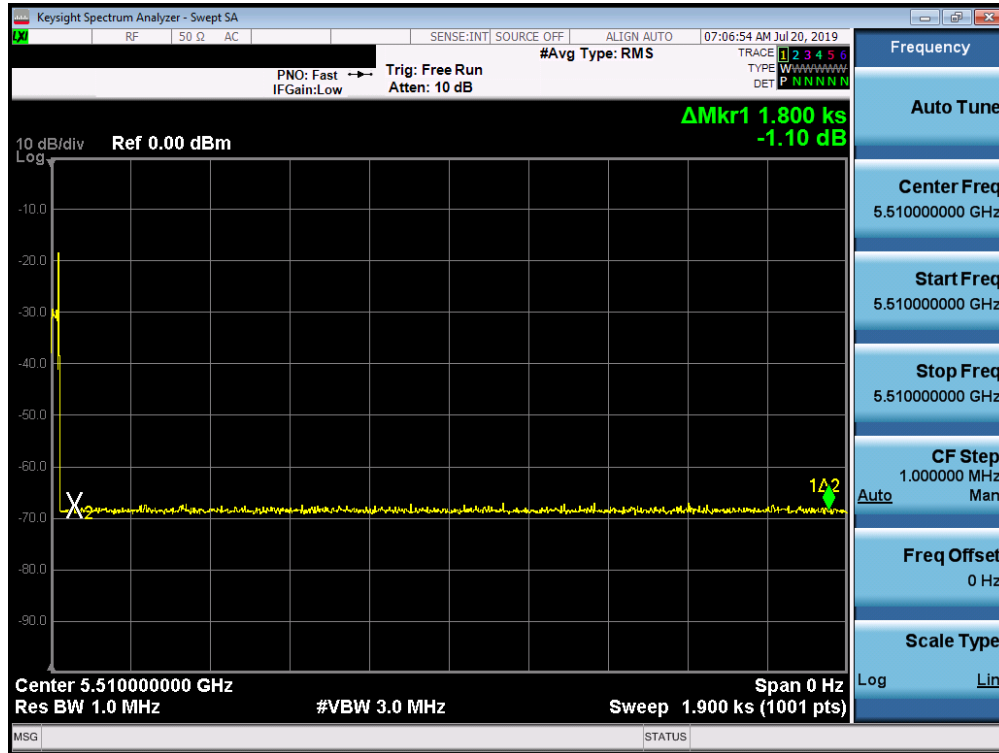 Keysight Spectrum Analyzer - Swept SA
LXI RF 50 Ω AC SENSE:INT SOURCE OFF ALIGN AUTO 07:06:54 AM Jul 20, 2019
#Avg Type: RMS
PNO: Fast
IFGain:Low
Trig: Free Run
Atten: 10 dB
TRACE 1 2 3 4 5 6
TYPE W WWWWW
DET P N N N N N
ΔMkr1 1.800 ks
-1.10 dB
10 dB/div Ref 0.00 dBm
Log
-10.0
-20.0
-30.0
-40.0
-50.0
-60.0
-70.0
-80.0
-90.0
X2
1Δ2
Center 5.510000000 GHz Span 0 Hz
Res BW 1.0 MHz #VBW 3.0 MHz Sweep 1.900 ks (1001 pts)
MSG STATUS
Frequency
Auto Tune
Center Freq
5.510000000 GHz
Start Freq
5.510000000 GHz
Stop Freq
5.510000000 GHz
CF Step
1.000000 MHz
Auto Man
Freq Offset
0 Hz
Scale Type
Log Lin